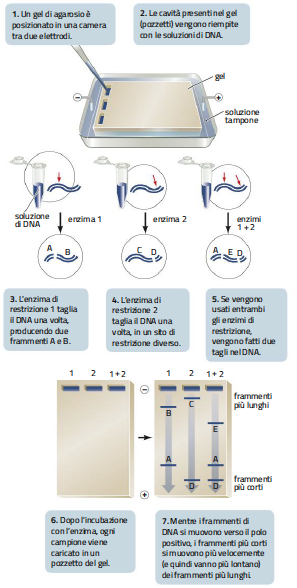 1. Un gel di agarosio è
posizionato in una camera
tra due elettrodi.
2. Le cavità presenti nel gel
(pozzetti) vengono riempite
con le soluzioni di DNA.
gel
−
+
soluzione
tampone
soluzione
di DNA
enzima 1
enzima 2
enzimi
1 + 2
A
B
C
D
A
E
D
3. L’enzima di
restrizione 1 taglia
il DNA una volta,
producendo due
frammenti A e B.
4. L’enzima di
restrizione 2
taglia il DNA una
volta, in un sito di
restrizione diverso.
5. Se vengono
usati entrambi
gli enzimi di
restrizione,
vengono fatti due
tagli nel DNA.
1 2 1 + 2
−
1 2 1 + 2
frammenti
più lunghi
B
C
E
A
A
D
D
frammenti
più corti
+
6. Dopo l’incubazione
con l’enzima, ogni
campione viene
caricato in un
pozzetto del gel.
7. Mentre i frammenti di
DNA si muovono verso il polo
positivo, i frammenti più corti
si muovono più velocemente
(e quindi vanno più lontano)
dei frammenti più lunghi.